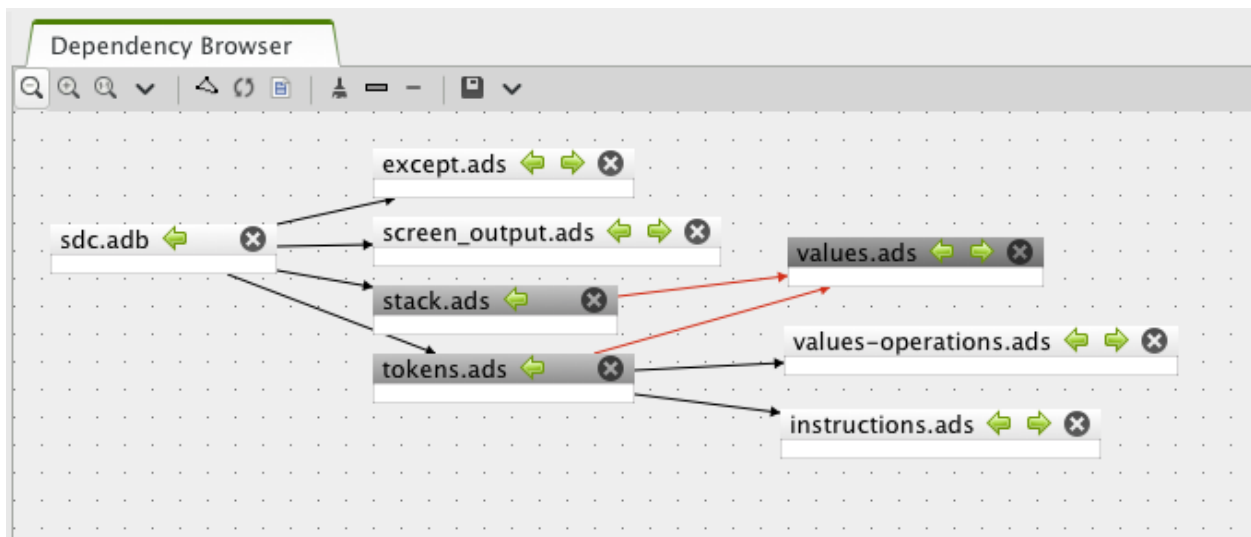 Dependency Browser
except.ads
sdc.adb
screen_output.ads
values.ads
stack.ads
values-operations.ads
tokens.ads
instructions.ads